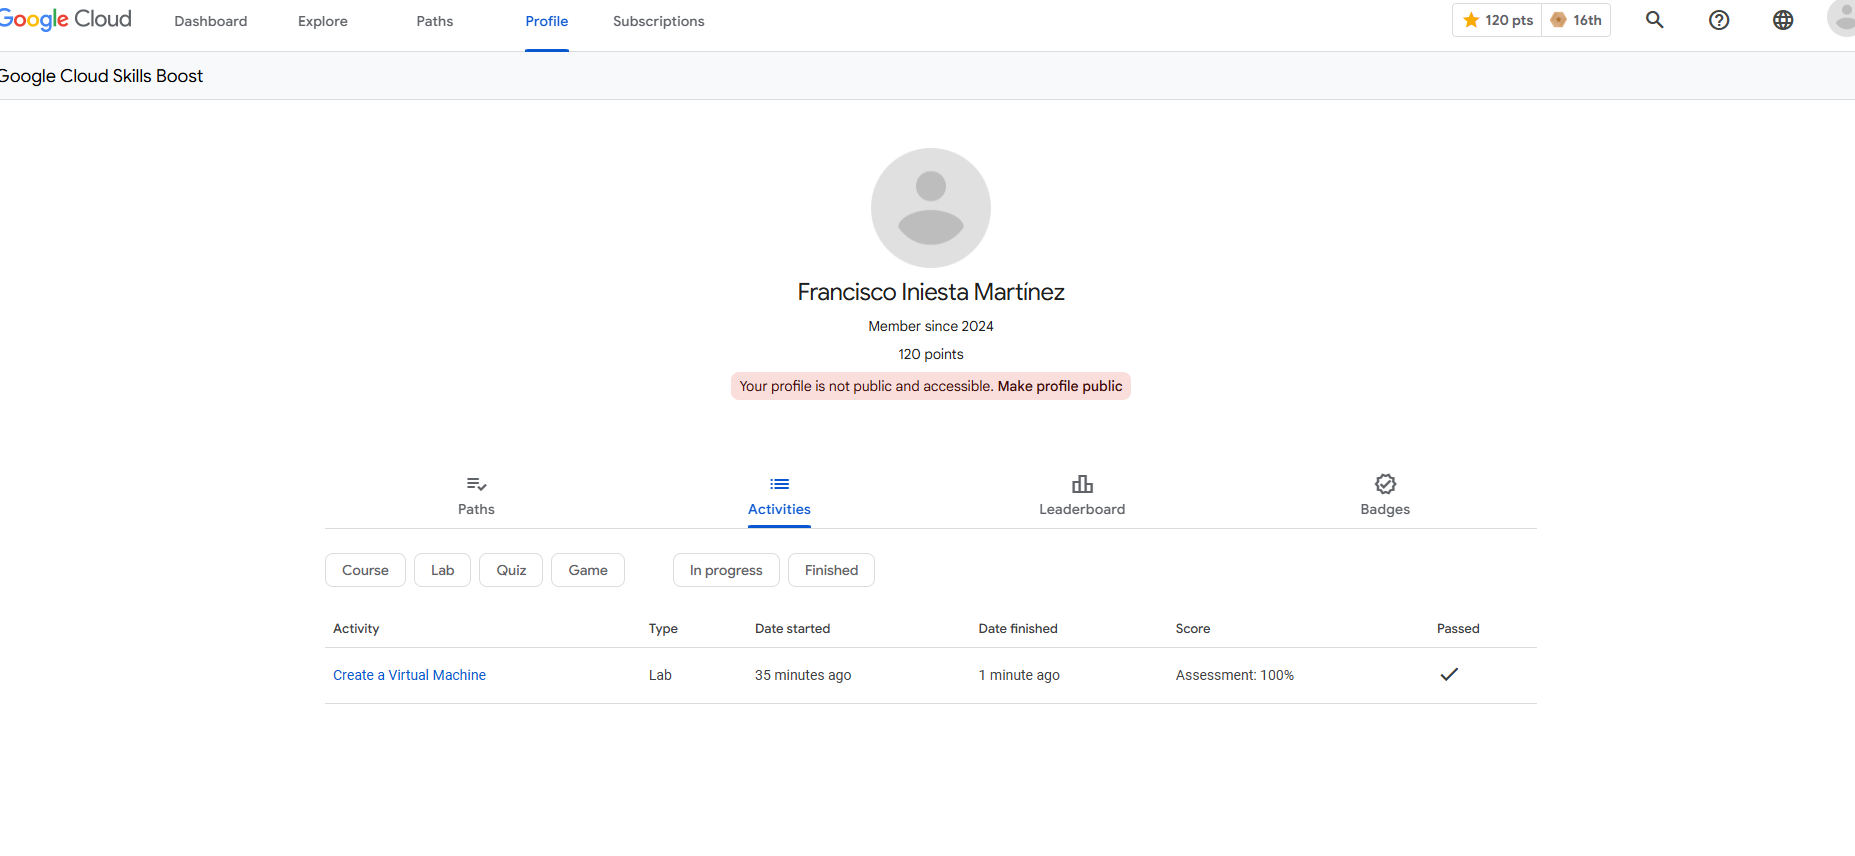 Google Cloud Dashboard Explore Paths Profile Subscriptions 120 pts 16th
Google Cloud Skills Boost
Francisco Iniesta Martínez
Member since 2024
120 points
Your profile is not public and accessible. Make profile public
Paths Activities Leaderboard Badges
Course Lab Quiz Game In progress Finished
Activity Type Date started Date finished Score Passed
Create a Virtual Machine Lab 35 minutes ago 1 minute ago Assessment: 100%